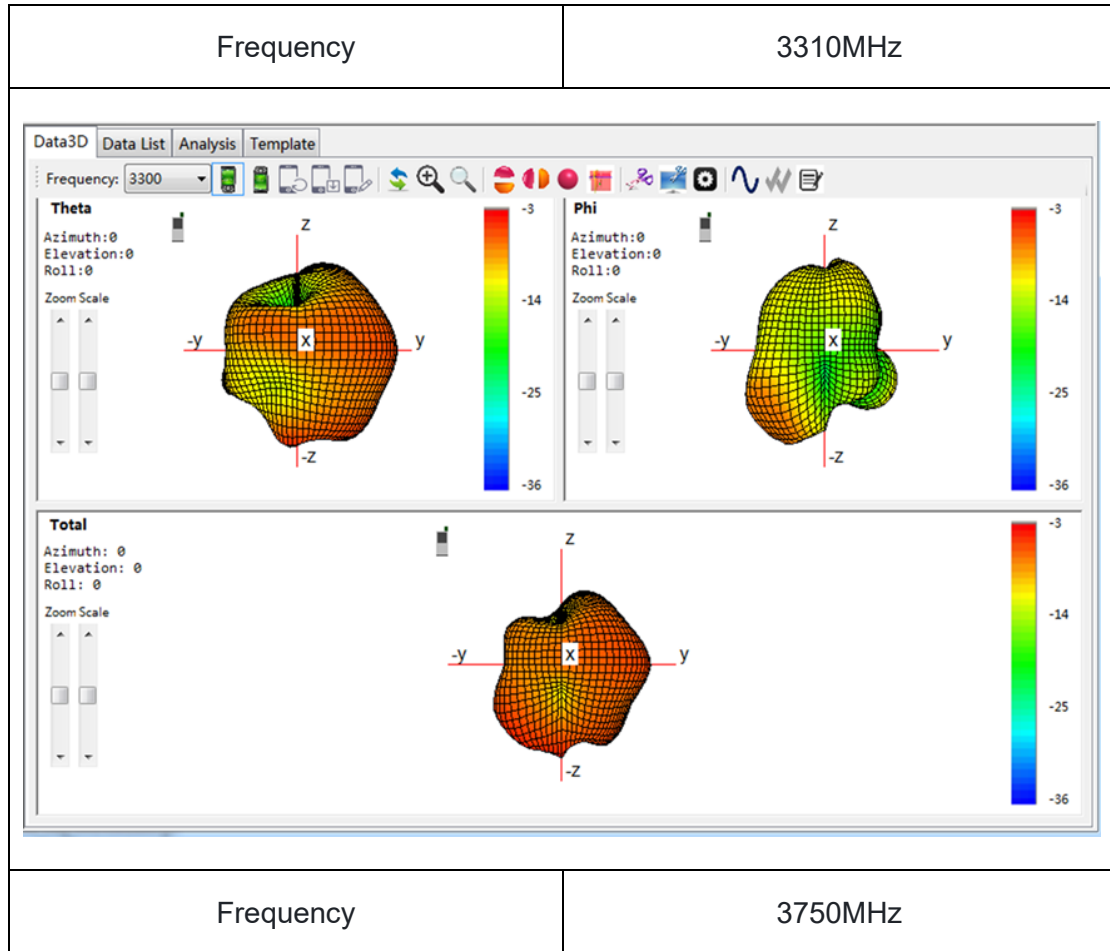 Frequency 3310MHz
Data3D Data List Analysis Template
Frequency: 3300
Theta
Azimuth:0
Elevation:0
Roll:0
Zoom Scale
z
-y x y
-z
-3
-14
-25
-36
Phi
Azimuth:0
Elevation:0
Roll:0
Zoom Scale
z
-y x y
-z
-3
-14
-25
-36
Total
Azimuth: 0
Elevation: 0
Roll: 0
Zoom Scale
z
-y x y
-z
-3
-14
-25
-36
Frequency 3750MHz